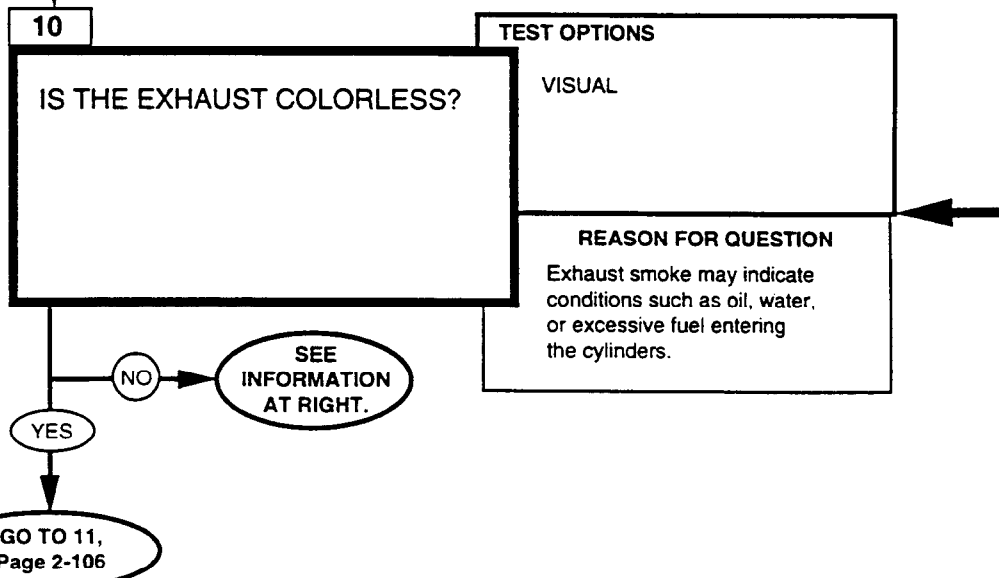 10
IS THE EXHAUST COLORLESS?
TEST OPTIONS
VISUAL
REASON FOR QUESTION
Exhaust smoke may indicate
conditions such as oil, water,
or excessive fuel entering
the cylinders.
NO
SEE
INFORMATION
AT RIGHT.
YES
GO TO 11,
Page 2-106